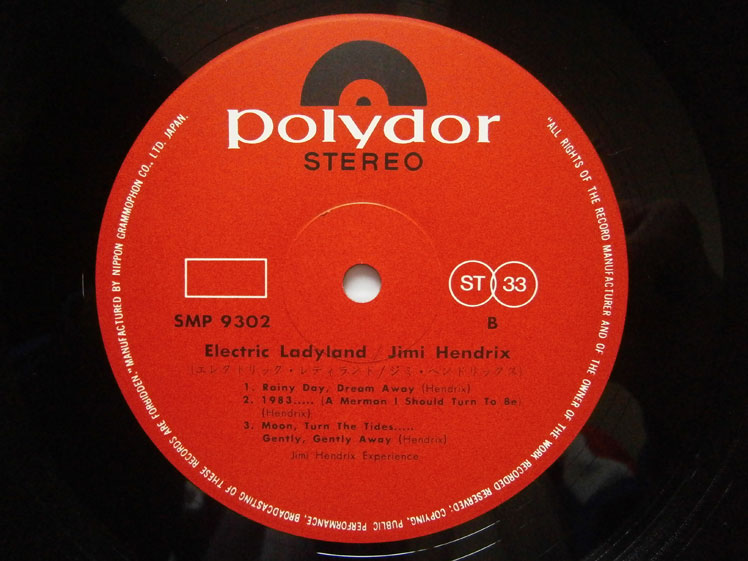 polydor
STEREO
ST 33
SMP 9302
B
Electric Ladyland / Jimi Hendrix
(エレクトリック・レディランド/ジミ・ヘンドリックス)
1. Rainy Day, Dream Away (Hendrix)
2. 1983..... (A Merman I Should Turn To Be)
(Hendrix)
3. Moon, Turn The Tides.....
Gently, Gently Away (Hendrix)
Jimi Hendrix Experience
"ALL RIGHTS OF THE RECORD MANUFACTURER AND OF THE OWNER OF THE WORK RECORDED RESERVED; COPYING, PUBLIC PERFORMANCE, BROADCASTING OF THESE RECORDS ARE FORBIDDEN." MANUFACTURED BY NIPPON GRAMMOPHON CO., LTD. JAPAN.